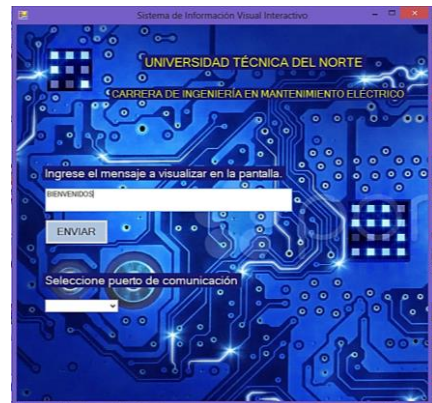 Sistema de Información Visual Interactivo
UNIVERSIDAD TÉCNICA DEL NORTE
CARRERA DE INGENIERÍA EN MANTENIMIENTO ELÉCTRICO
Ingrese el mensaje a visualizar en la pantalla.
BIENVENIDOS
ENVIAR
Seleccione puerto de comunicación